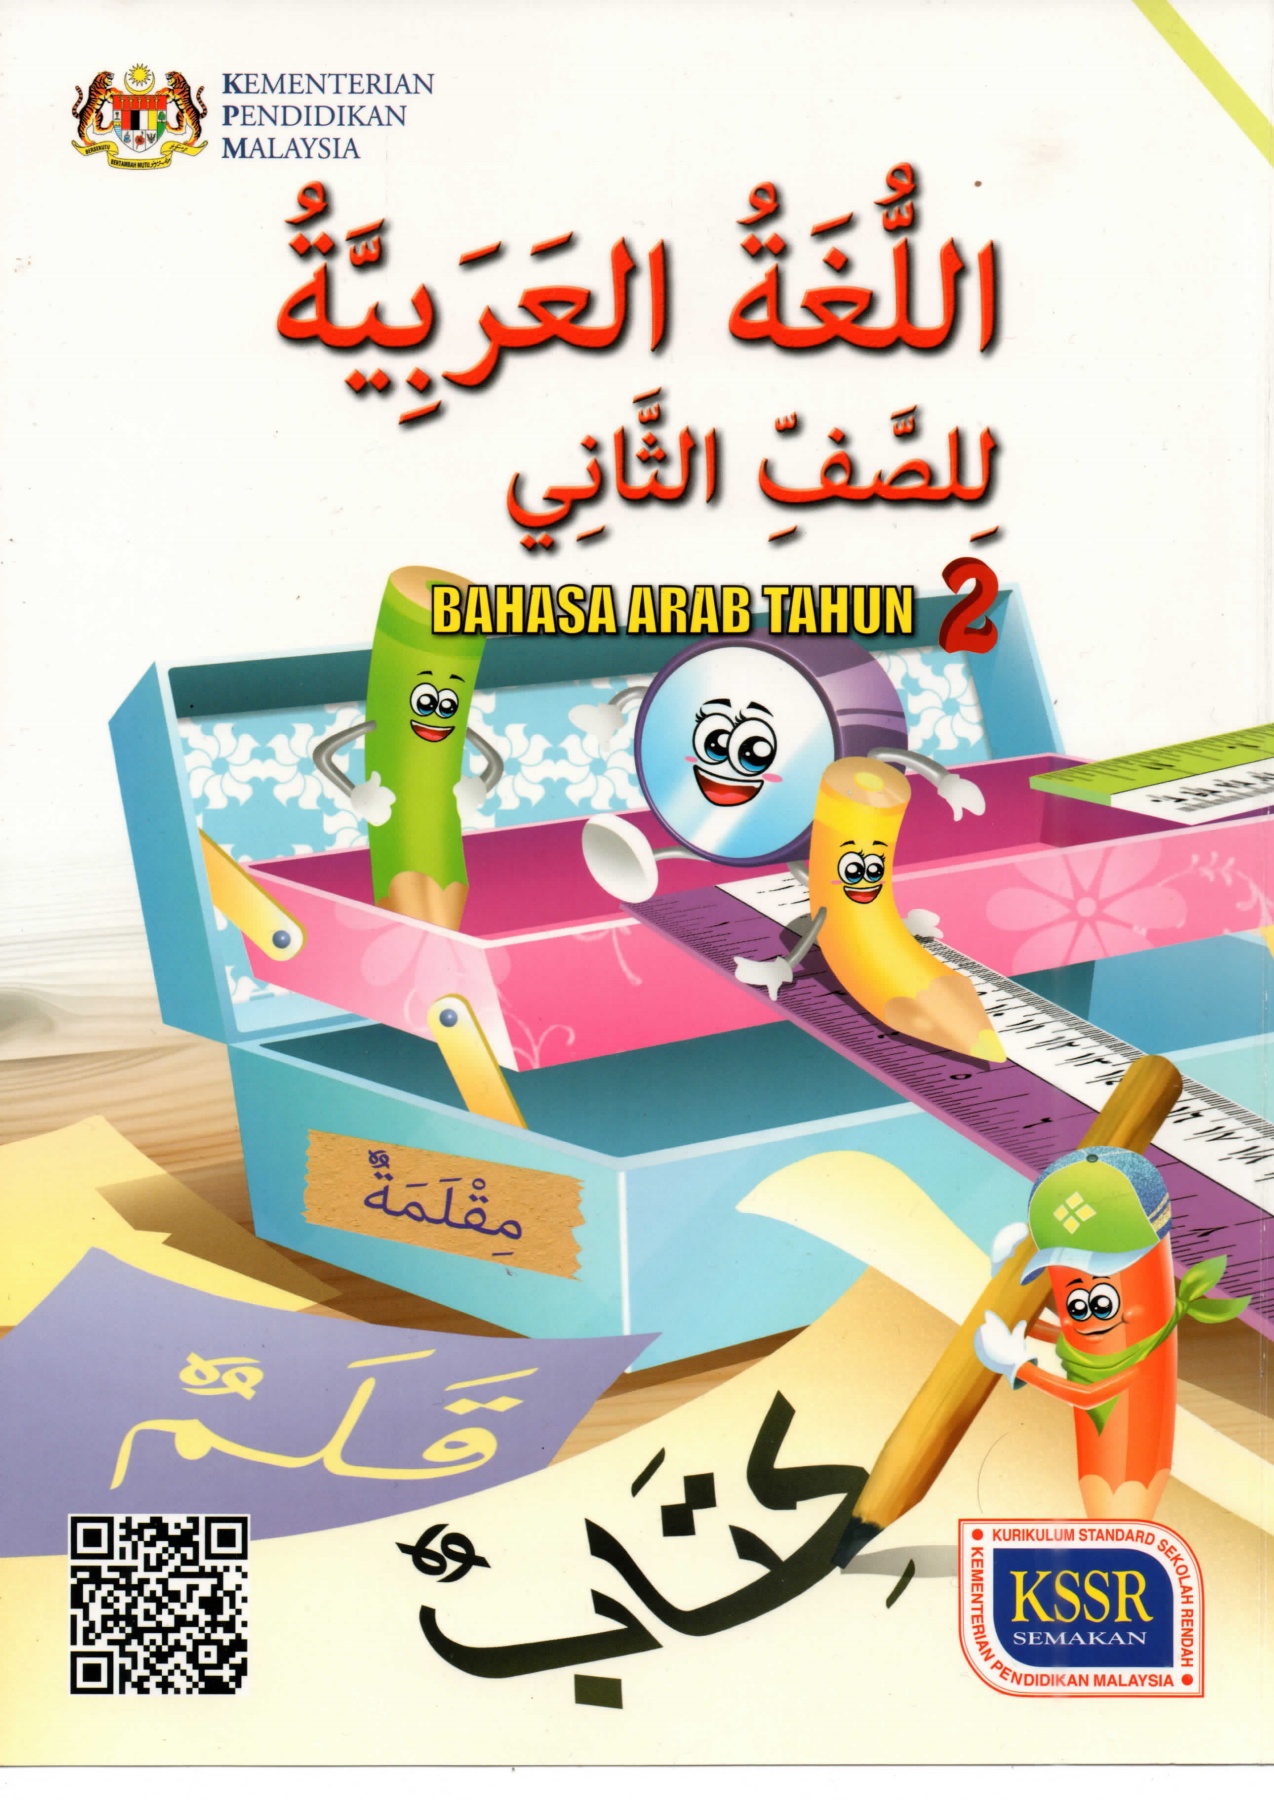 KEMENTERIAN
PENDIDIKAN
MALAYSIA
اللُّغَةُ العَرَبِيَّةُ
لِلصَّفِّ الثَّانِي
BAHASA ARAB TAHUN 2
مِقْلَمَةٌ
قَلَمٌ
كِتَابٌ
KURIKULUM STANDARD SEKOLAH RENDAH
KSSR
SEMAKAN
KEMENTERIAN PENDIDIKAN MALAYSIA